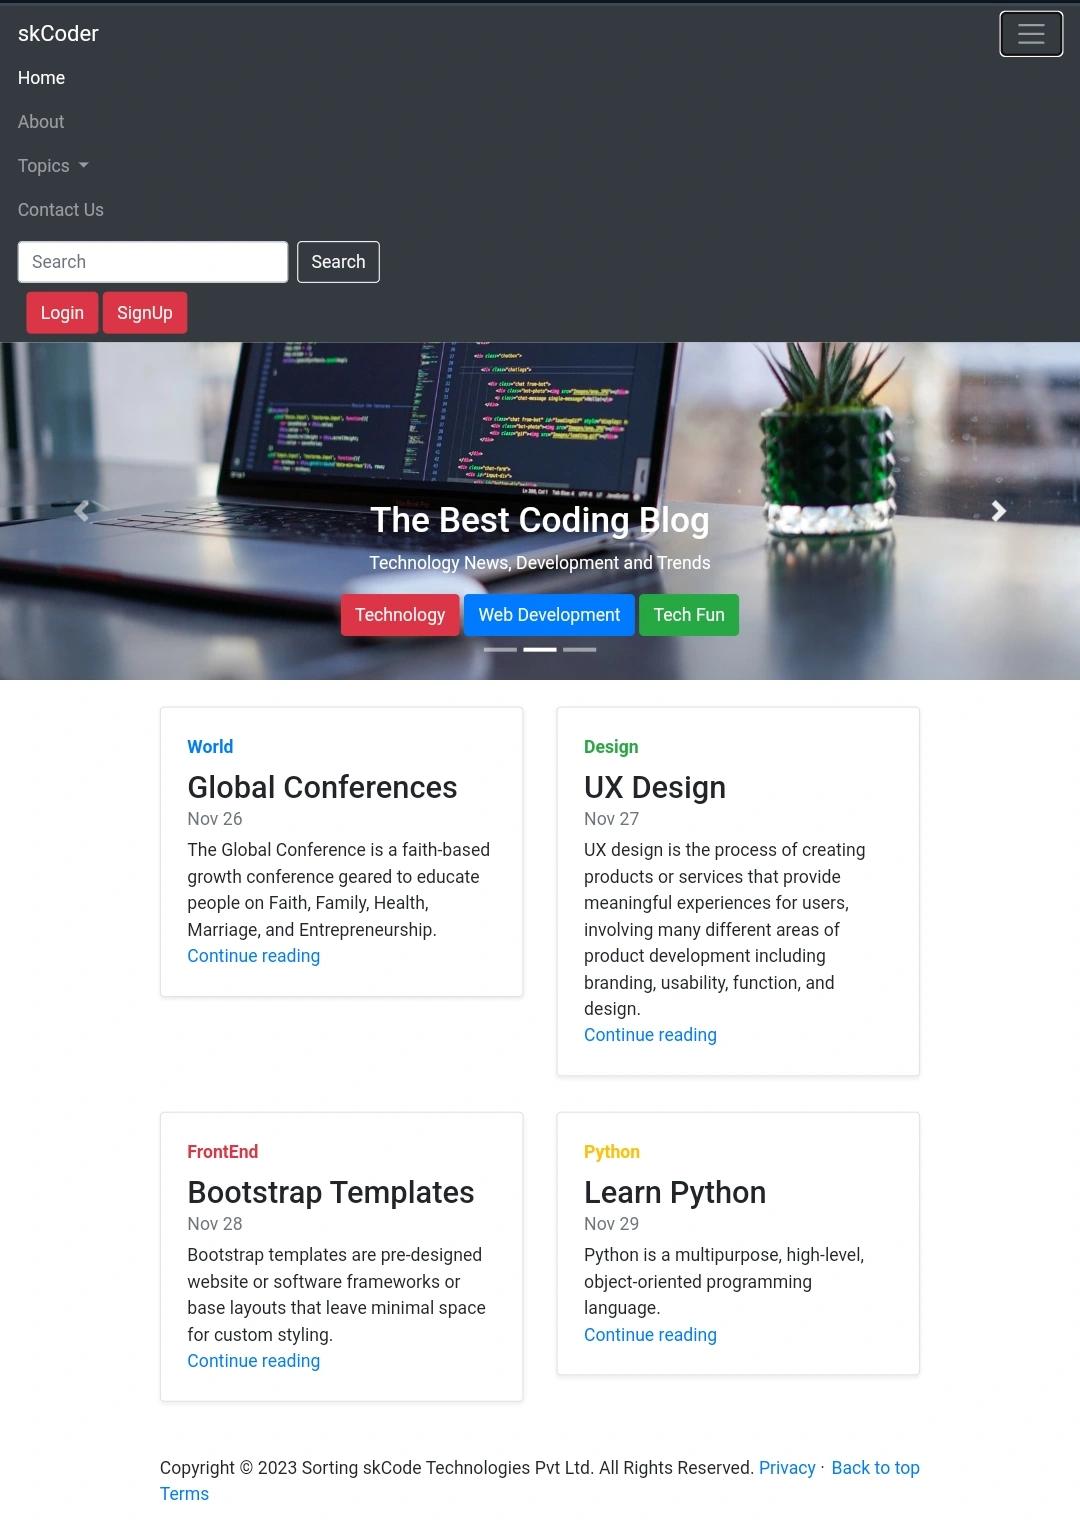 skCoder
Home
About
Topics
Contact Us
Search
Search
Login
SignUp
The Best Coding Blog
Technology News, Development and Trends
Technology
Web Development
Tech Fun
World
Global Conferences
Nov 26
The Global Conference is a faith-based
growth conference geared to educate
people on Faith, Family, Health,
Marriage, and Entrepreneurship.
Continue reading
Design
UX Design
Nov 27
UX design is the process of creating
products or services that provide
meaningful experiences for users,
involving many different areas of
product development including
branding, usability, function, and
design.
Continue reading
FrontEnd
Bootstrap Templates
Nov 28
Bootstrap templates are pre-designed
website or software frameworks or
base layouts that leave minimal space
for custom styling.
Continue reading
Python
Learn Python
Nov 29
Python is a multipurpose, high-level,
object-oriented programming
language.
Continue reading
Copyright © 2023 Sorting skCode Technologies Pvt Ltd. All Rights Reserved. Privacy ·
Terms
Back to top